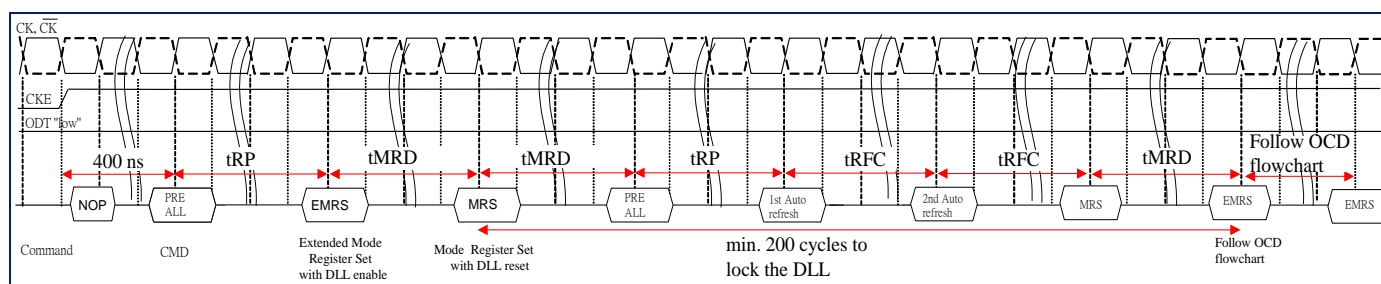 CK, CK
CKE
ODT "low"
400 ns
tRP
tMRD
tMRD
tRP
tRFC
tRFC
tMRD
Follow OCD
flowchart
NOP
PRE
ALL
EMRS
MRS
PRE
ALL
1st Auto
refresh
2nd Auto
refresh
MRS
EMRS
EMRS
Command
CMD
Extended Mode
Register Set
with DLL enable
Mode Register Set
with DLL reset
min. 200 cycles to
lock the DLL
Follow OCD
flowchart